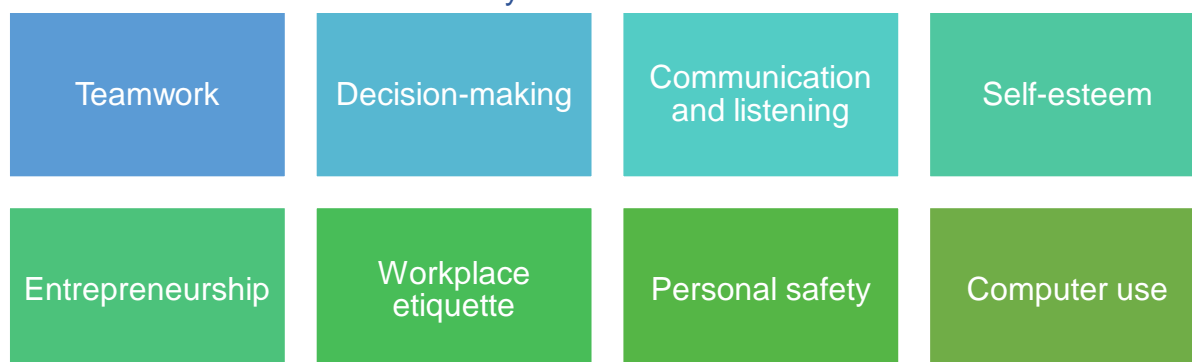 Teamwork
Decision-making
Communication
and listening
Self-esteem
Entrepreneurship
Workplace
etiquette
Personal safety
Computer use